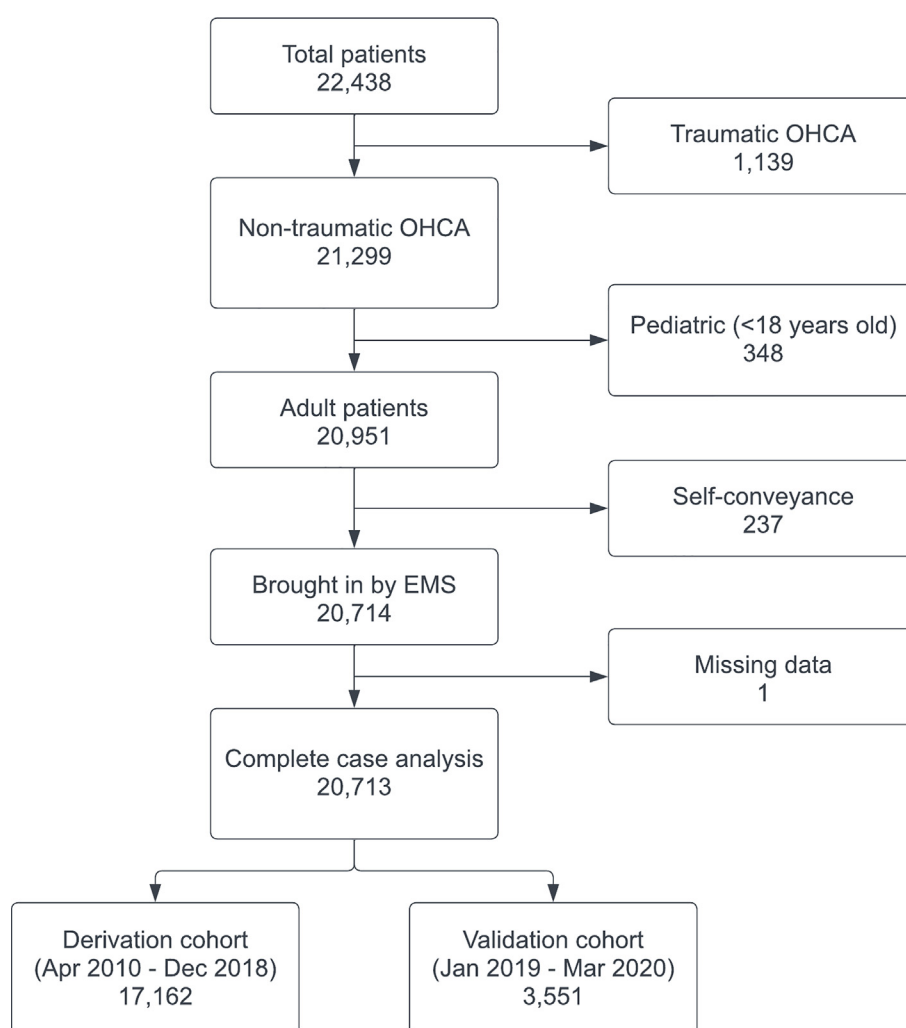 Total patients
22,438
Traumatic OHCA
1,139
Non-traumatic OHCA
21,299
Pediatric (<18 years old)
348
Adult patients
20,951
Self-conveyance
237
Brought in by EMS
20,714
Missing data
1
Complete case analysis
20,713
Derivation cohort
(Apr 2010 - Dec 2018)
17,162
Validation cohort
(Jan 2019 - Mar 2020)
3,551